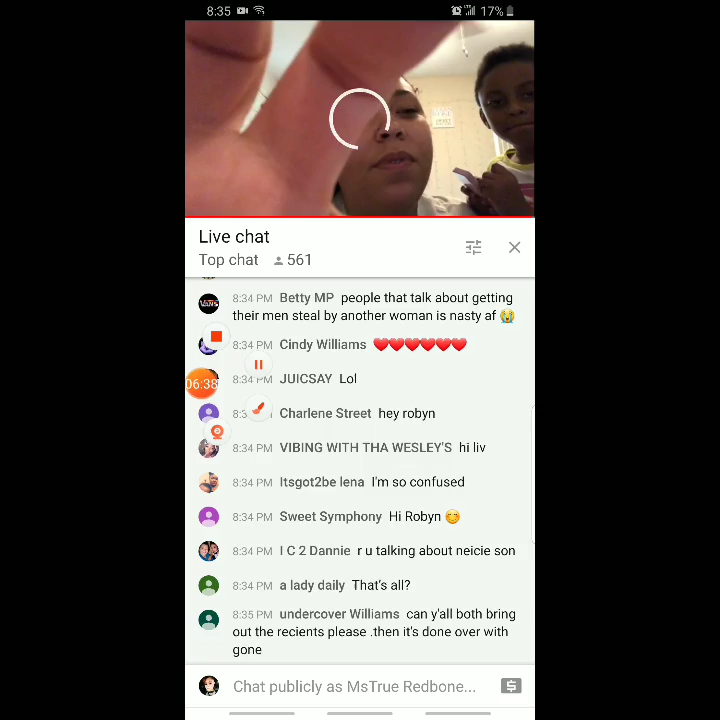 8:35 17%
Live chat
Top chat 561
8:34 PM Betty MP people that talk about getting
their men steal by another woman is nasty af 😭
8:34 PM Cindy Williams ❤️❤️❤️❤️❤️❤️
8:34 PM JUICSAY Lol
06:38
Charlene Street hey robyn
8:34 PM VIBING WITH THA WESLEY'S hi liv
8:34 PM Itsgot2be lena I'm so confused
8:34 PM Sweet Symphony Hi Robyn 😊
8:34 PM I C 2 Dannie r u talking about neicie son
8:34 PM a lady daily That's all?
8:35 PM undercover Williams can y'all both bring
out the recients please .then it's done over with
gone
Chat publicly as MsTrue Redbone...